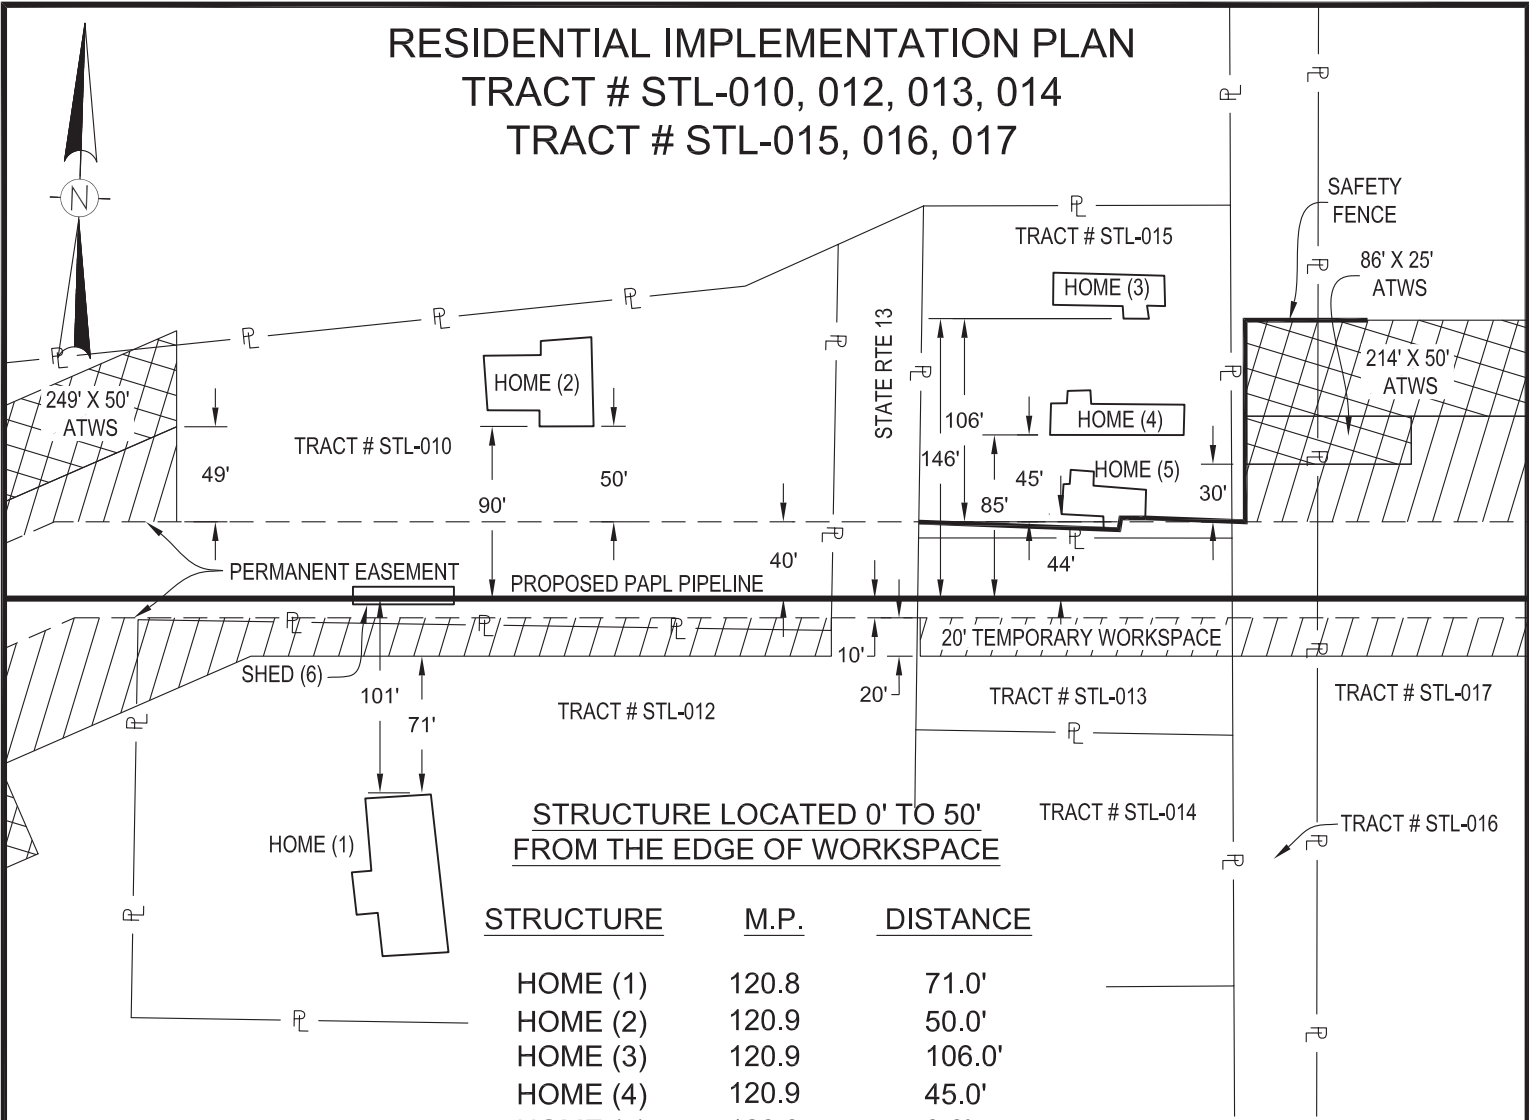 RESIDENTIAL IMPLEMENTATION PLAN
TRACT # STL-010, 012, 013, 014
TRACT # STL-015, 016, 017
N
SAFETY
FENCE
86' X 25'
ATWS
TRACT # STL-015
HOME (3)
STATE RTE 13
214' X 50'
ATWS
249' X 50'
ATWS
HOME (2)
HOME (4)
TRACT # STL-010
106'
146'
49'
50'
90'
45'
85'
HOME (5)
30'
40'
44'
PERMANENT EASEMENT
PROPOSED PAPL PIPELINE
20' TEMPORARY WORKSPACE
10'
20'
SHED (6)
101'
71'
TRACT # STL-012
TRACT # STL-013
TRACT # STL-017
TRACT # STL-014
TRACT # STL-016
HOME (1)
STRUCTURE LOCATED 0' TO 50'
FROM THE EDGE OF WORKSPACE
STRUCTURE M.P. DISTANCE
HOME (1) 120.8 71.0'
HOME (2) 120.9 50.0'
HOME (3) 120.9 106.0'
HOME (4) 120.9 45.0'